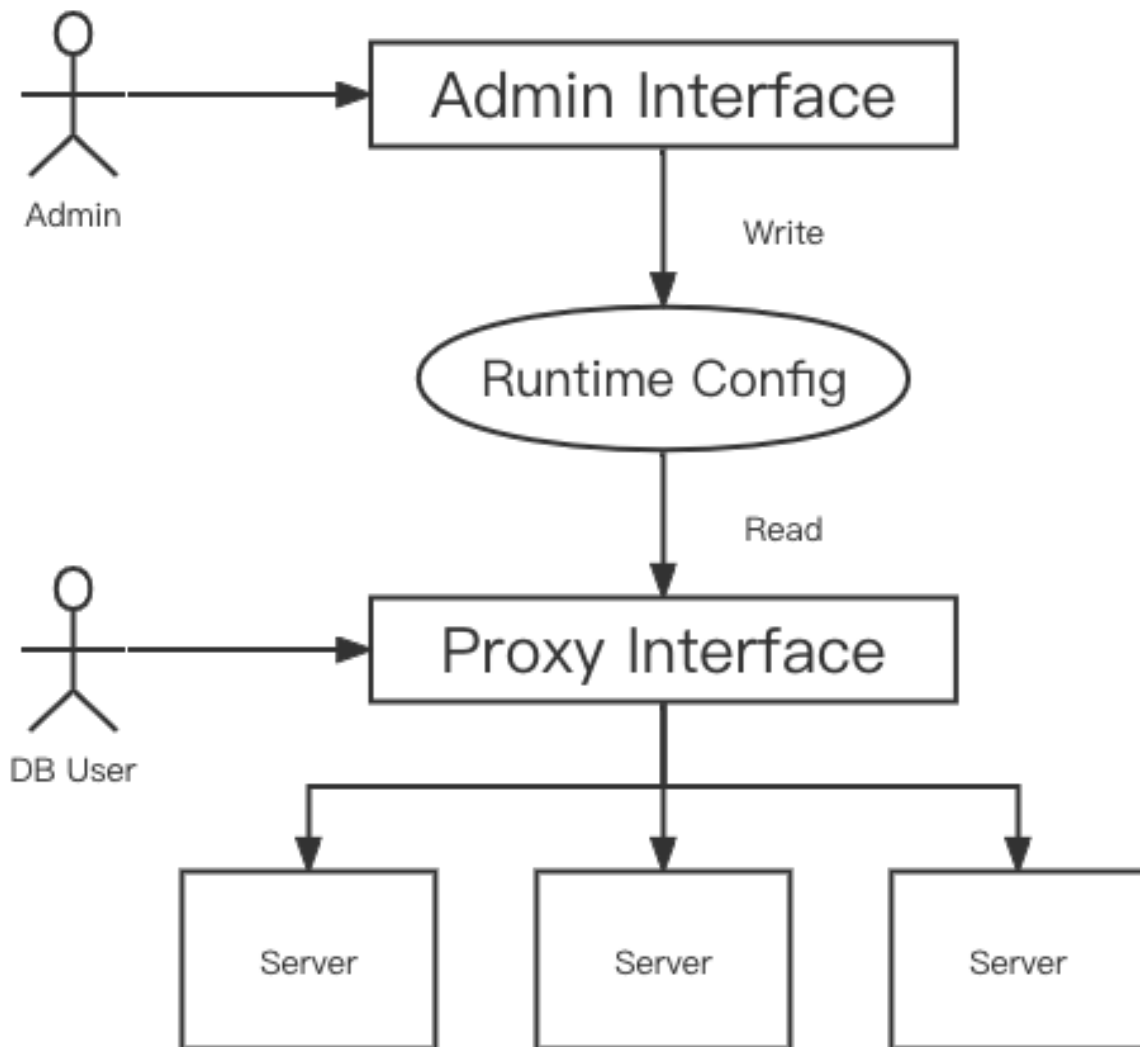 Admin Interface
Admin
Write
Runtime Config
Read
Proxy Interface
DB User
Server
Server
Server